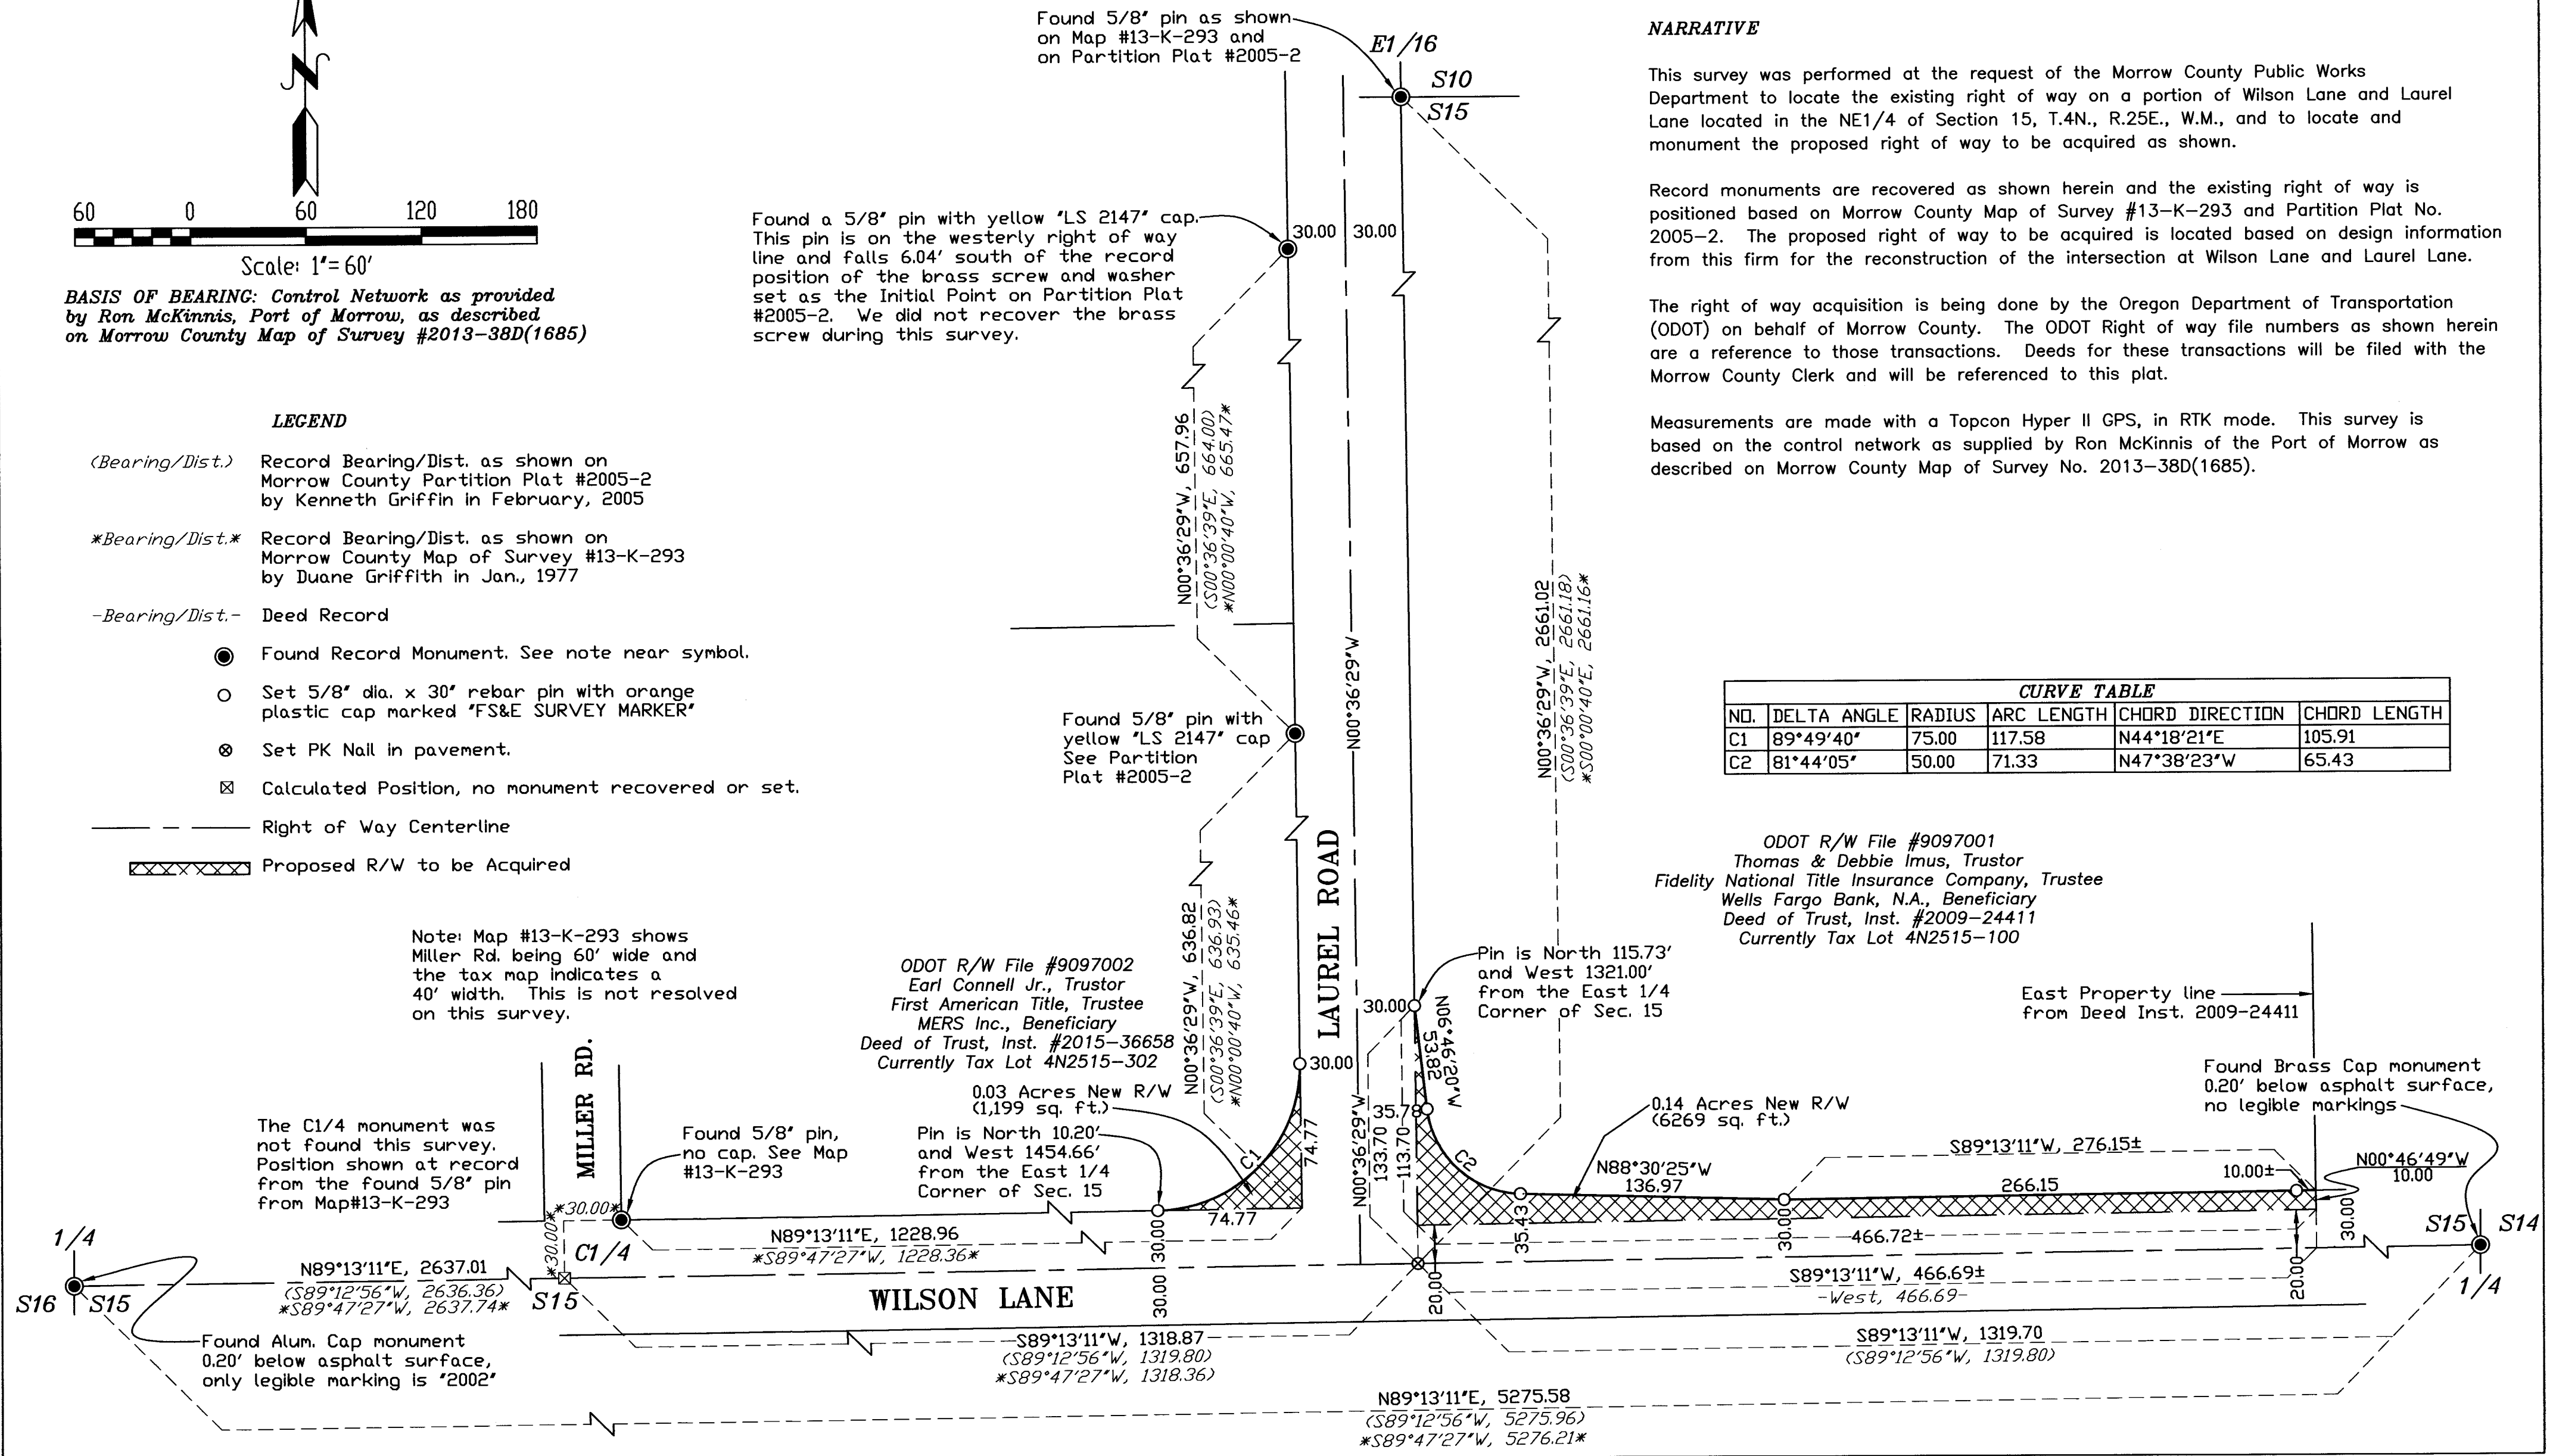 Found 5/8" pin as shown
on Map #13-K-293 and
on Partition Plat #2005-2
E1/16
S10
S15
N
60 0 60 120 180
Scale: 1"=60'
BASIS OF BEARING: Control Network as provided
by Ron McKinnis, Port of Morrow, as described
on Morrow County Map of Survey #2013-38D(1685)
NARRATIVE
This survey was performed at the request of the Morrow County Public Works
Department to locate the existing right of way on a portion of Wilson Lane and Laurel
Lane located in the NE1/4 of Section 15, T.4N., R.25E., W.M., and to locate and
monument the proposed right of way to be acquired as shown.
Record monuments are recovered as shown herein and the existing right of way is
positioned based on Morrow County Map of Survey #13-K-293 and Partition Plat No.
2005-2. The proposed right of way to be acquired is located based on design information
from this firm for the reconstruction of the intersection at Wilson Lane and Laurel Lane.
The right of way acquisition is being done by the Oregon Department of Transportation
(ODOT) on behalf of Morrow County. The ODOT Right of way file numbers as shown herein
are a reference to those transactions. Deeds for these transactions will be filed with the
Morrow County Clerk and will be referenced to this plat.
Measurements are made with a Topcon Hyper II GPS, in RTK mode. This survey is
based on the control network as supplied by Ron McKinnis of the Port of Morrow as
described on Morrow County Map of Survey No. 2013-38D(1685).
Found a 5/8" pin with yellow "LS 2147" cap.
This pin is on the westerly right of way
line and falls 6.04' south of the record
position of the brass screw and washer
set as the Initial Point on Partition Plat
#2005-2. We did not recover the brass
screw during this survey.
30.00 30.00
LEGEND
(Bearing/Dist.) Record Bearing/Dist. as shown on
Morrow County Partition Plat #2005-2
by Kenneth Griffin in February, 2005
*Bearing/Dist.* Record Bearing/Dist. as shown on
Morrow County Map of Survey #13-K-293
by Duane Griffith in Jan., 1977
-Bearing/Dist.- Deed Record
Found Record Monument. See note near symbol.
Set 5/8" dia. x 30" rebar pin with orange
plastic cap marked "FS&E SURVEY MARKER"
Set PK Nail in pavement.
Calculated Position, no monument recovered or set.
Right of Way Centerline
Proposed R/W to be Acquired
N00°36'29"W, 657.96
(S00°36'39"E, 664.00)
*N00°00'40"W, 665.47*
N00°36'29"W
N00°36'29"W, 2661.02
(S00°36'39"E, 2661.18)
*S00°00'40"E, 2661.16*
Found 5/8" pin with
yellow "LS 2147" cap
See Partition
Plat #2005-2
CURVE TABLE
NO. DELTA ANGLE RADIUS ARC LENGTH CHORD DIRECTION CHORD LENGTH
C1 89°49'40" 75.00 117.58 N44°18'21"E 105.91
C2 81°44'05" 50.00 71.33 N47°38'23"W 65.43
ODOT R/W File #9097001
Thomas & Debbie Imus, Trustor
Fidelity National Title Insurance Company, Trustee
Wells Fargo Bank, N.A., Beneficiary
Deed of Trust, Inst. #2009-24411
Currently Tax Lot 4N2515-100
Note: Map #13-K-293 shows
Miller Rd. being 60' wide and
the tax map indicates a
40' width. This is not resolved
on this survey.
ODOT R/W File #9097002
Earl Connell Jr., Trustor
First American Title, Trustee
MERS Inc., Beneficiary
Deed of Trust, Inst. #2015-36658
Currently Tax Lot 4N2515-302
N00°36'29"W, 636.82
(S00°36'39"E, 636.93)
*N00°00'40"W, 635.46*
LAUREL ROAD
Pin is North 115.73'
and West 1321.00'
from the East 1/4
Corner of Sec. 15
30.00
30.00
N06°46'20"W
53.82
East Property line
from Deed Inst. 2009-24411
Found Brass Cap monument
0.20' below asphalt surface,
no legible markings
0.03 Acres New R/W
(1,199 sq. ft.)
Pin is North 10.20'
and West 1454.66'
from the East 1/4
Corner of Sec. 15
The C1/4 monument was
not found this survey.
Position shown at record
from the found 5/8" pin
from Map#13-K-293
MILLER RD.
Found 5/8" pin,
no cap. See Map
#13-K-293
C1
74.77
74.77
N00°36'29"W
133.70
35.78
113.70
C2
0.14 Acres New R/W
(6269 sq. ft.)
S89°13'11"W, 276.15±
N88°30'25"W
136.97
266.15
10.00±
N00°46'49"W
10.00
*30.00*
*30.00*
C1/4
S15
N89°13'11"E, 1228.96
*S89°47'27"W, 1228.36*
30.00
30.00
35.43
30.00
30.00
466.72±
S89°13'11"W, 466.69±
-West, 466.69-
20.00
20.00
S15 S14
1/4
1/4
S16 S15
N89°13'11"E, 2637.01
(S89°12'56"W, 2636.36)
*S89°47'27"W, 2637.74*
WILSON LANE
Found Alum. Cap monument
0.20' below asphalt surface,
only legible marking is "2002"
S89°13'11"W, 1318.87
(S89°12'56"W, 1319.80)
*S89°47'27"W, 1318.36*
S89°13'11"W, 1319.70
(S89°12'56"W, 1319.80)
N89°13'11"E, 5275.58
(S89°12'56"W, 5275.96)
*S89°47'27"W, 5276.21*